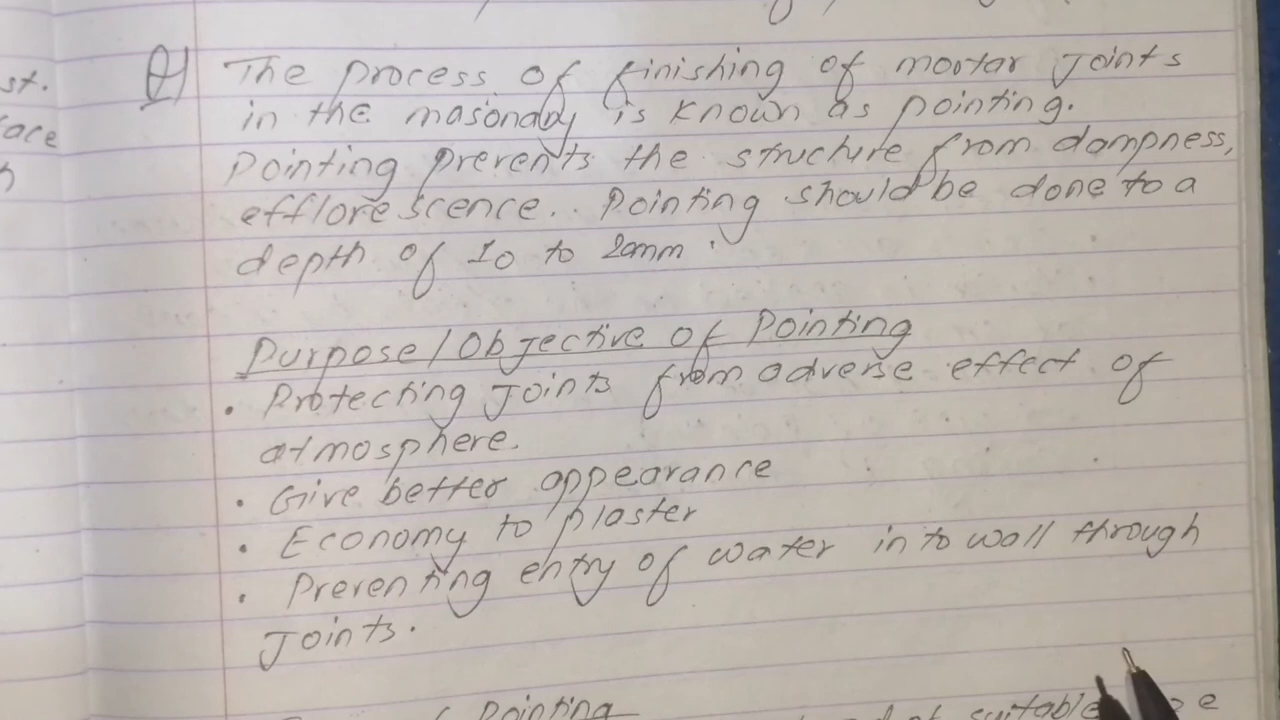 st.
face
Q1) The process of finishing of mortar joints
in the masonady is known as pointing.
Pointing prevents the structure from dampness,
efflorescence.. Pointing should be done to a
depth of 10 to 20mm.
Purpose/Objective of Pointing
• Protecting Joints from adverse effect of
atmosphere.
• Give better appearance
• Economy to plaster
• Preventing entry of water into wall through
Joints.
Pointing
suitable